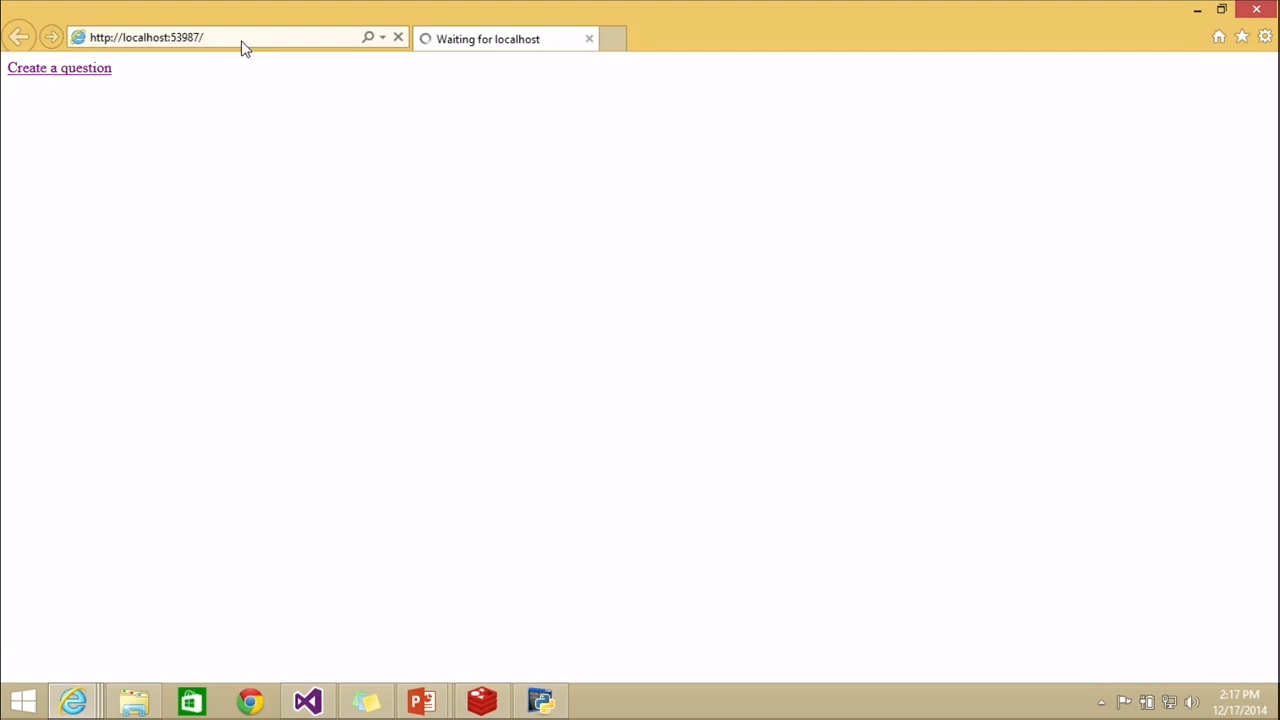 http://localhost:53987/
Waiting for localhost
Create a question
2:17 PM
12/17/2014